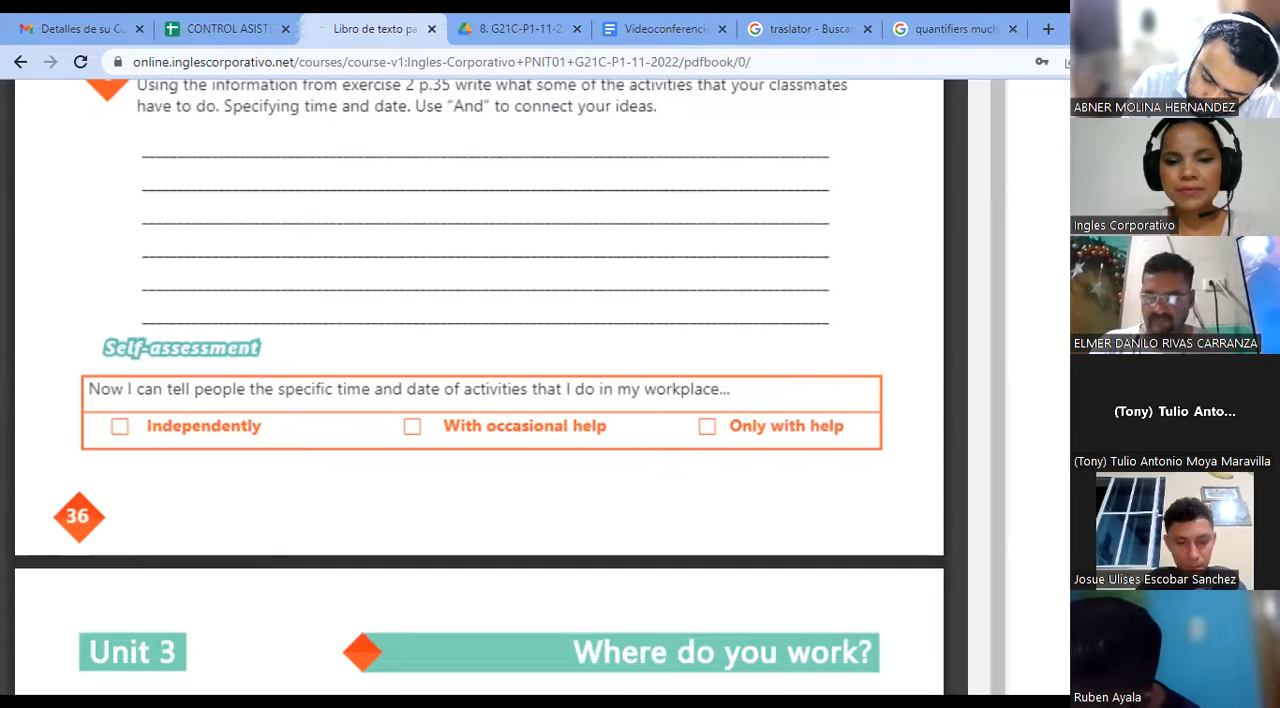 Detalles de su Cu
CONTROL ASIST
Libro de texto pa
8. G21C-P1-11-2
Videoconferenci
traslator - Buscar
quantifiers much
online.inglescorporativo.net/courses/course-v1:Ingles-Corporativo+PNIT01+G21C-P1-11-2022/pdfbook/0/
Using the information from exercise 2 p.35 write what some of the activities that your classmates
have to do. Specifying time and date. Use “And” to connect your ideas.
Self-assessment
Now I can tell people the specific time and date of activities that I do in my workplace...
Independently
With occasional help
Only with help
36
Unit 3
Where do you work?
ABNER MOLINA HERNANDEZ
Ingles Corporativo
ELMER DANILO RIVAS CARRANZA
(Tony) Tulio Anto...
(Tony) Tulio Antonio Moya Maravilla
Josue Ulises Escobar Sanchez
Ruben Ayala